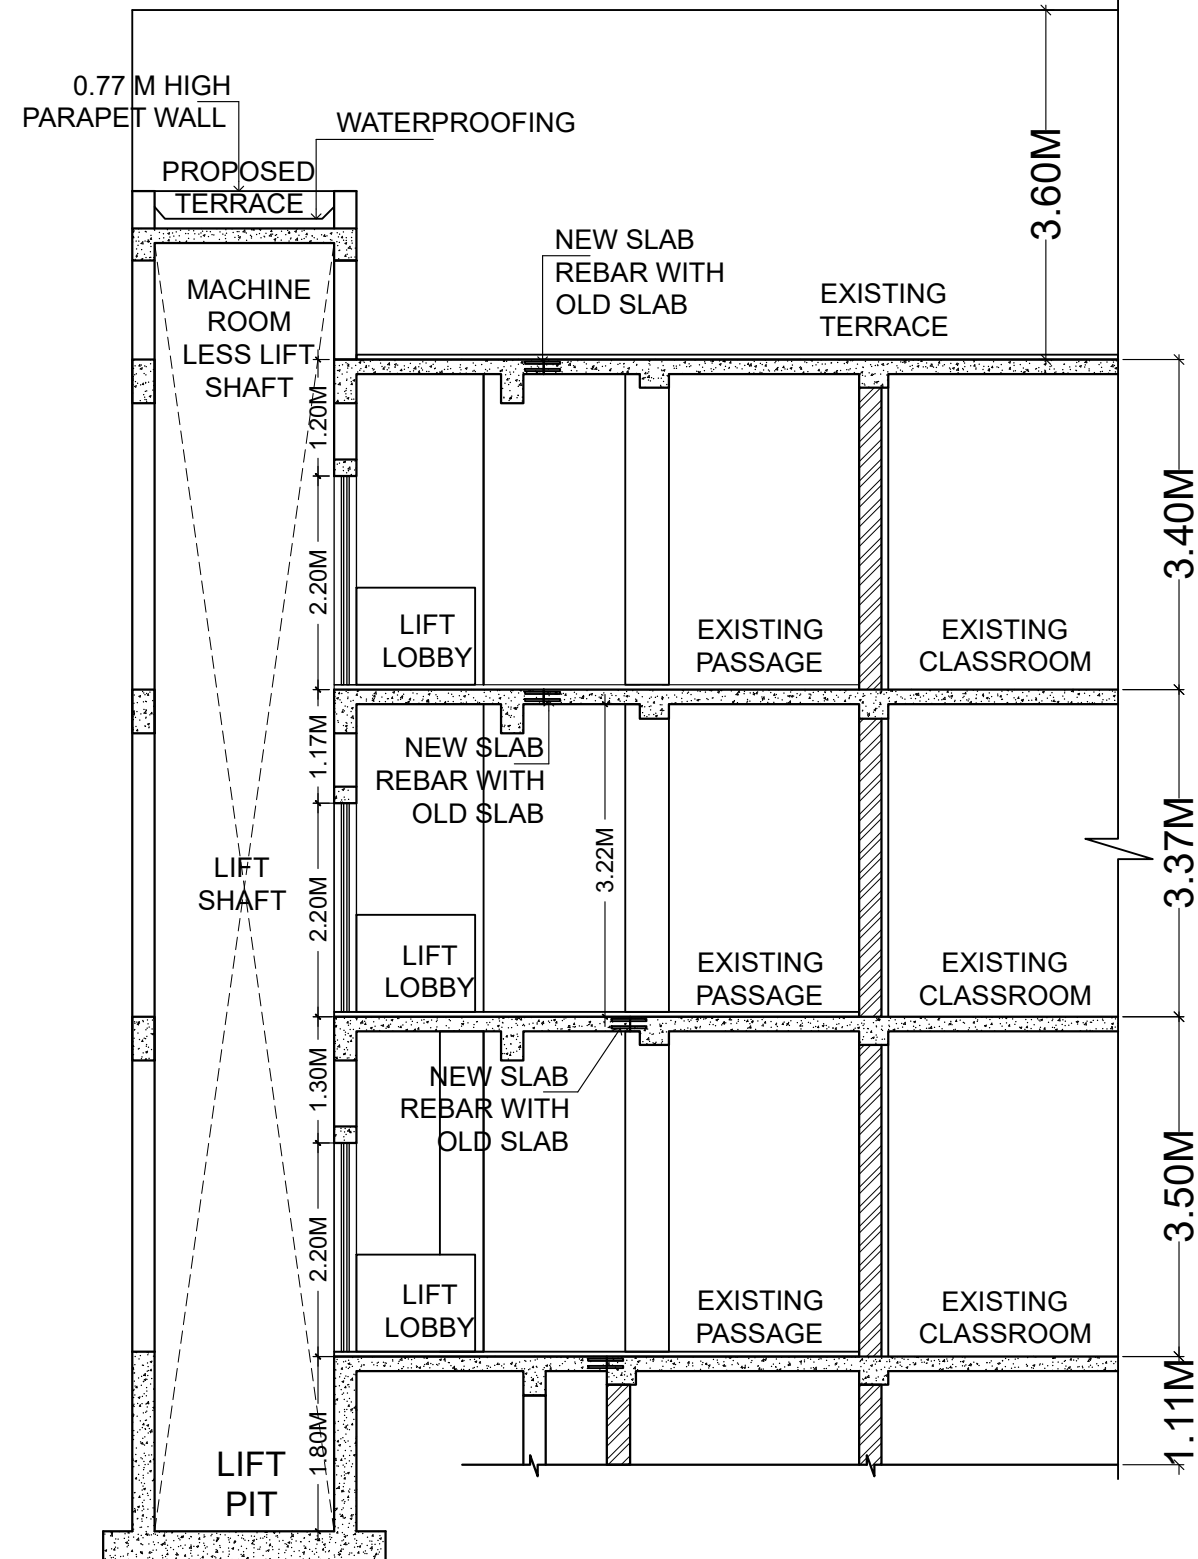 0.77 M HIGH
PARAPET WALL
WATERPROOFING
PROPOSED
TERRACE
3.60M
NEW SLAB
REBAR WITH
OLD SLAB
MACHINE
ROOM
LESS LIFT
SHAFT
EXISTING
TERRACE
1.20M
3.40M
2.20M
LIFT
LOBBY
EXISTING
PASSAGE
EXISTING
CLASSROOM
1.17M
NEW SLAB
REBAR WITH
OLD SLAB
3.22M
3.37M
LIFT
SHAFT
2.20M
LIFT
LOBBY
EXISTING
PASSAGE
EXISTING
CLASSROOM
1.30M
NEW SLAB
REBAR WITH
OLD SLAB
3.50M
2.20M
LIFT
LOBBY
EXISTING
PASSAGE
EXISTING
CLASSROOM
1.80M
1.11M
LIFT
PIT